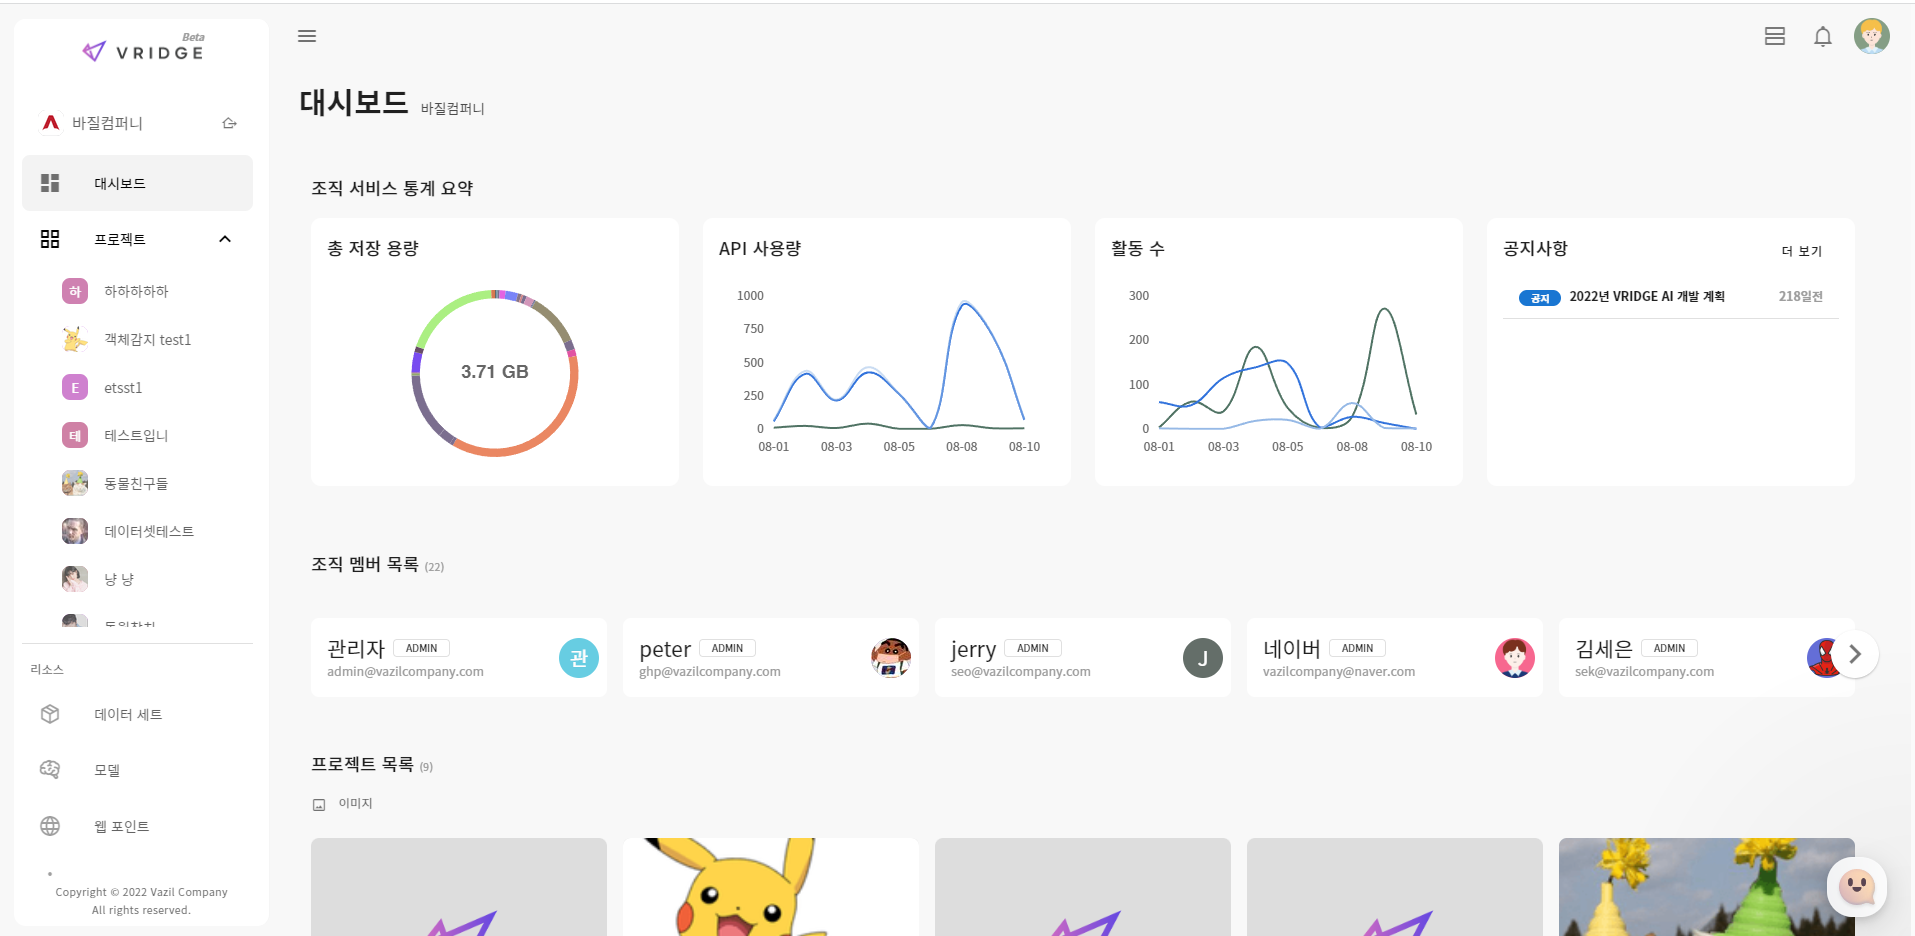 Beta
VRIDGE
바질컴퍼니
대시보드
프로젝트
하 하하하하하
객체감지 test1
E etsst1
테 테스트입니
동물친구들
데이터셋테스트
냥 냥
리소스
데이터 세트
모델
웹 포인트
Copyright © 2022 Vazil Company
All rights reserved.
대시보드 바질컴퍼니
조직 서비스 통계 요약
총 저장 용량
3.71 GB
API 사용량
1000
750
500
250
0
08-01 08-03 08-05 08-08 08-10
활동 수
300
200
100
0
08-01 08-03 08-05 08-08 08-10
공지사항 더 보기
공지 2022년 VRIDGE AI 개발 계획 218일전
조직 멤버 목록 (22)
관리자 ADMIN
admin@vazilcompany.com
관
peter ADMIN
ghp@vazilcompany.com
jerry ADMIN
seo@vazilcompany.com
J
네이버 ADMIN
vazilcompany@naver.com
김세은 ADMIN
sek@vazilcompany.com
프로젝트 목록 (9)
이미지